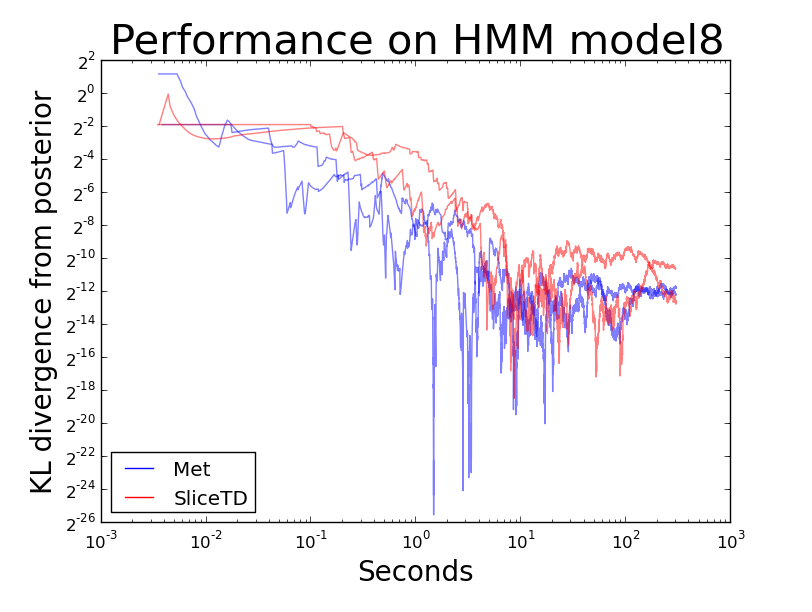 Performance on HMM model8
KL divergence from posterior
2^2
2^0
2^-2
2^-4
2^-6
2^-8
2^-10
2^-12
2^-14
2^-16
2^-18
2^-20
2^-22
2^-24
2^-26
Met
SliceTD
10^-3 10^-2 10^-1 10^0 10^1 10^2 10^3
Seconds